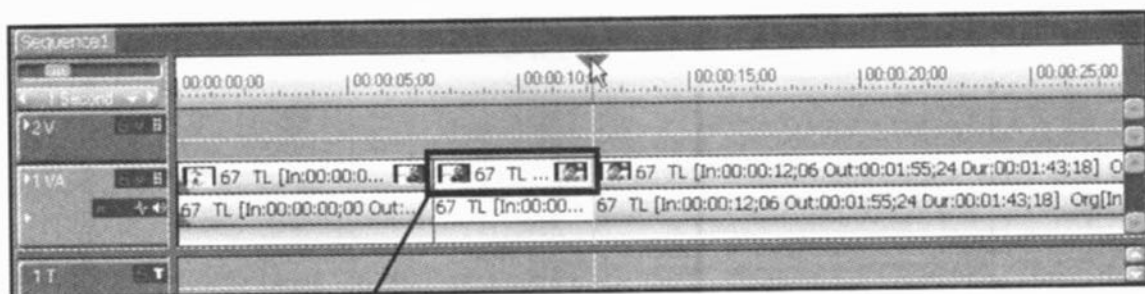 Sequence1
00:00:00;00 00:00:05;00 00:00:10; 00:00:15;00 00:00:20;00 00:00:25;00
1 Second
2 V
1 VA
67 TL [In:00:00:0... 67 TL ... 67 TL [In:00:00:12;06 Out:00:01:55;24 Dur:00:01:43;18] O
67 TL [In:00:00:00;00 Out:... 67 TL [In:00:00... 67 TL [In:00:00:12;06 Out:00:01:55;24 Dur:00:01:43;18] Org[In
1 T T